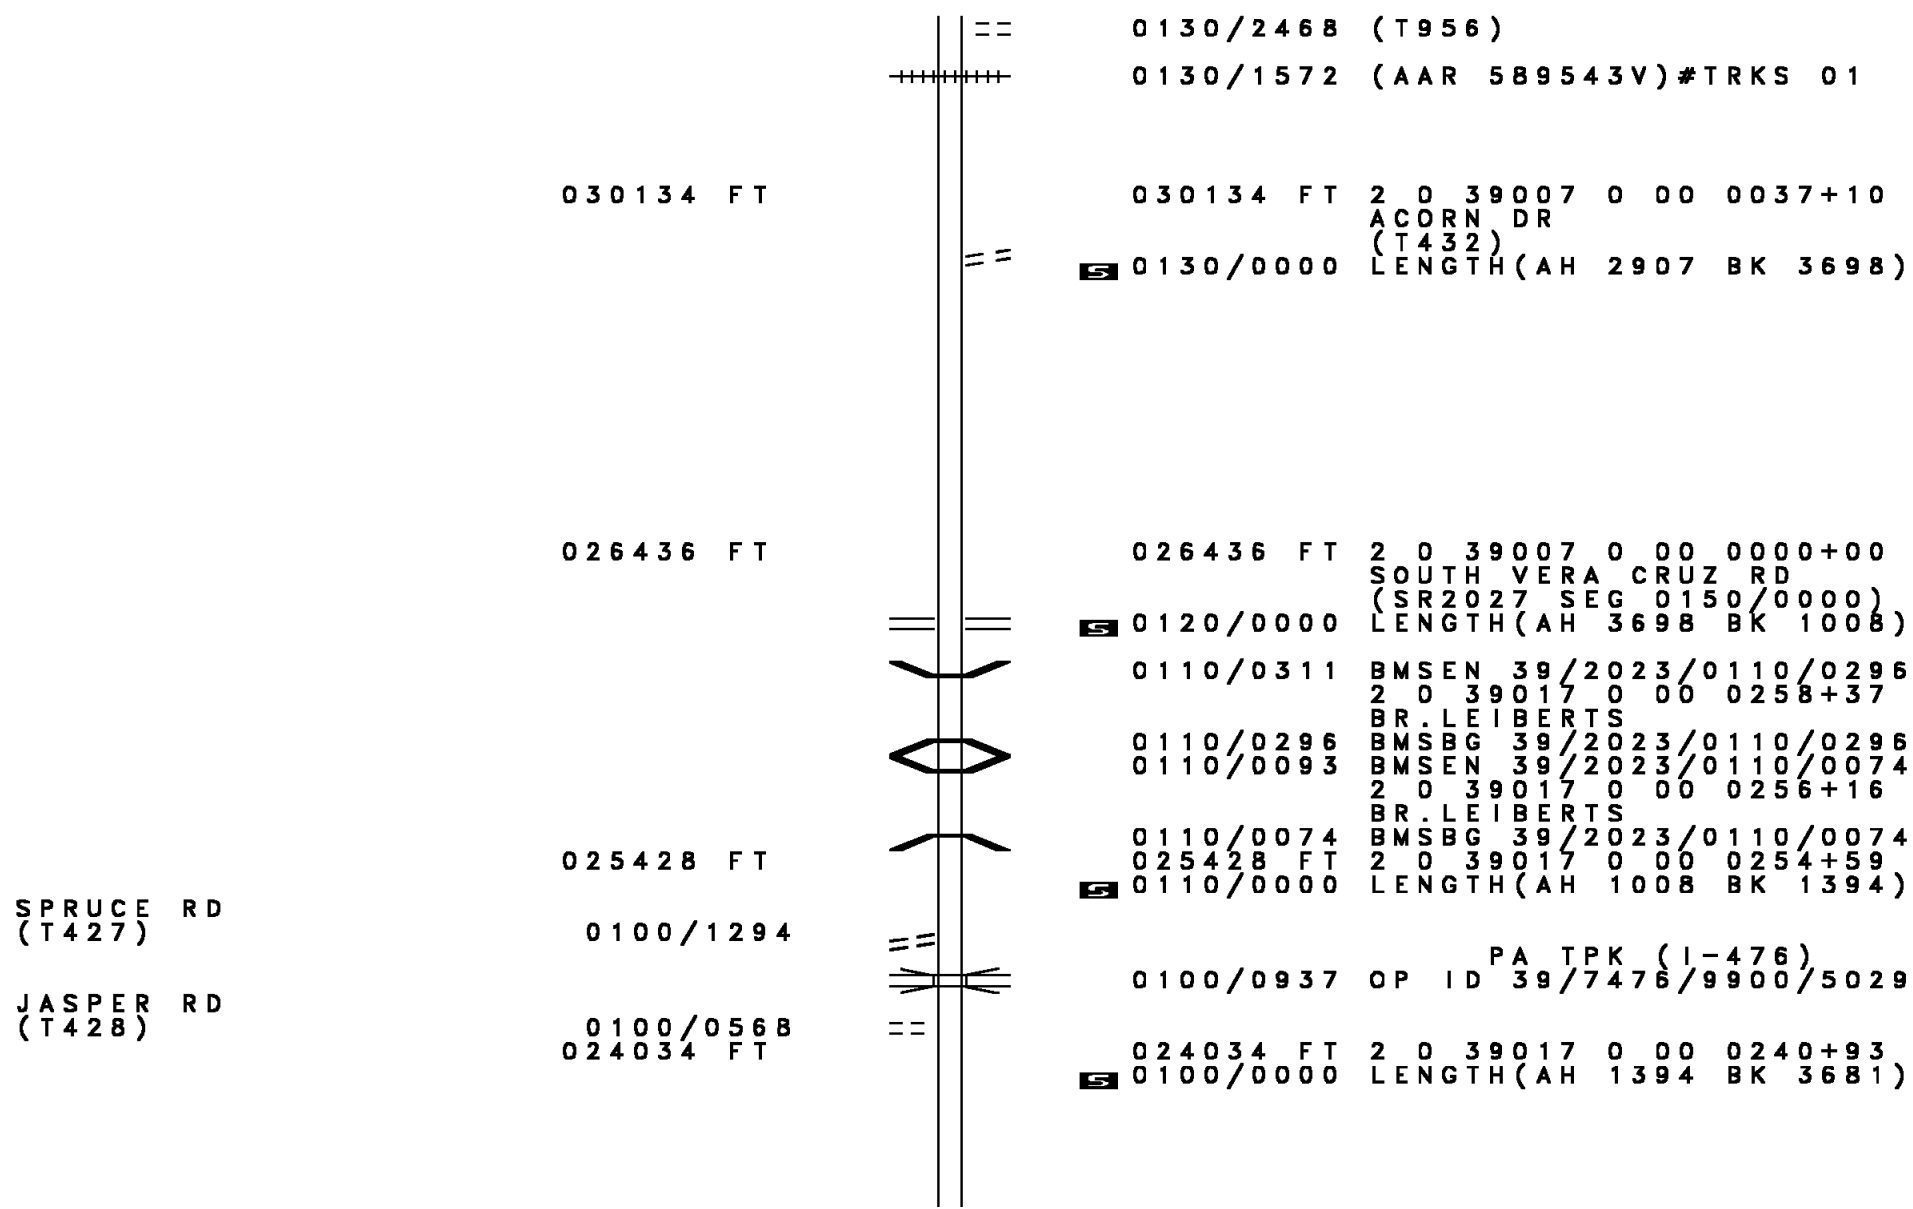 0130/2468 (T956)
0130/1572 (AAR 589543V)#TRKS 01
030134 FT 030134 FT 2 0 39007 0 00 0037+10
ACORN DR
(T432)
S 0130/0000 LENGTH(AH 2907 BK 3698)
026436 FT 026436 FT 2 0 39007 0 00 0000+00
SOUTH VERA CRUZ RD
(SR2027 SEG 0150/0000)
S 0120/0000 LENGTH(AH 3698 BK 1008)
0110/0311 BMSEN 39/2023/0110/0296
2 0 39017 0 00 0258+37
BR.LEIBERTS
0110/0296 BMSBG 39/2023/0110/0296
0110/0093 BMSEN 39/2023/0110/0074
2 0 39017 0 00 0256+16
BR.LEIBERTS
0110/0074 BMSBG 39/2023/0110/0074
025428 FT 025428 FT 2 0 39017 0 00 0254+59
S 0110/0000 LENGTH(AH 1008 BK 1394)
SPRUCE RD
(T427) 0100/1294
PA TPK (I-476)
0100/0937 OP ID 39/7476/9900/5029
JASPER RD
(T428) 0100/0568
024034 FT 024034 FT 2 0 39017 0 00 0240+93
S 0100/0000 LENGTH(AH 1394 BK 3681)